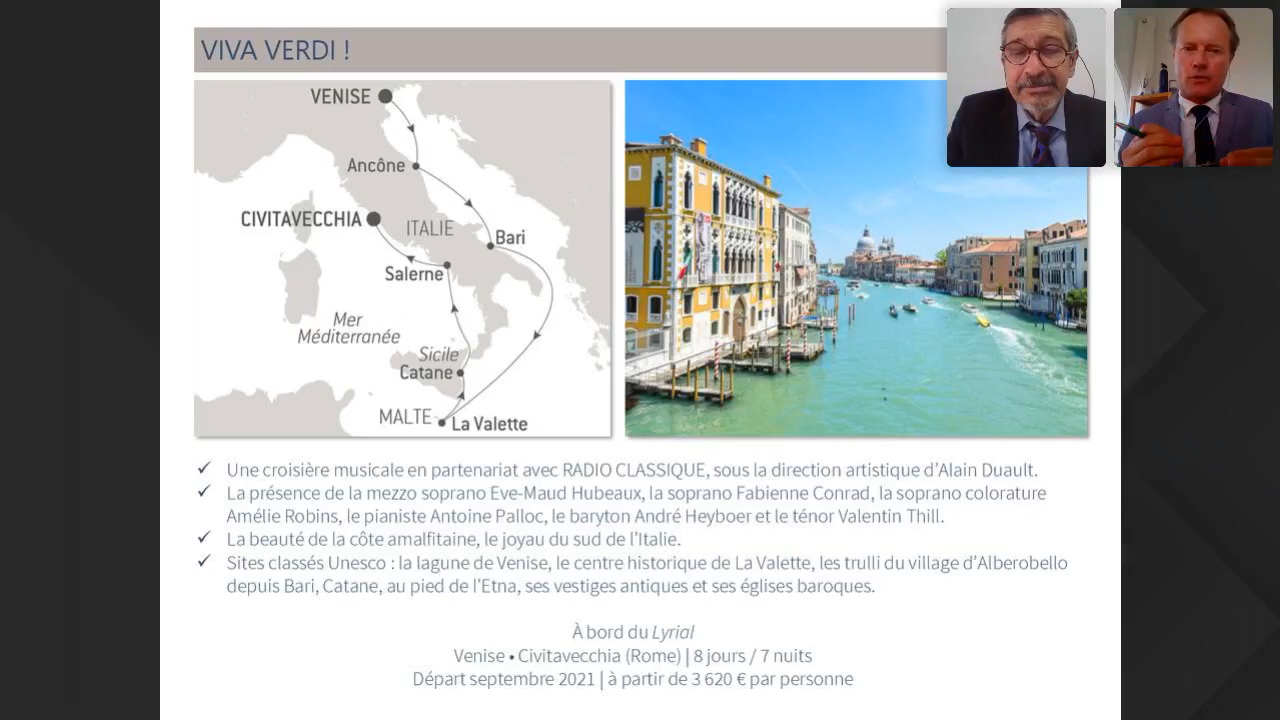 VIVA VERDI !
VENISE
Ancône
CIVITAVECCHIA
ITALIE
Bari
Salerne
Mer
Méditerranée
Sicile
Catane
MALTE
La Valette
✓ Une croisière musicale en partenariat avec RADIO CLASSIQUE, sous la direction artistique d'Alain Duault.
✓ La présence de la mezzo soprano Eve-Maud Hubeaux, la soprano Fabienne Conrad, la soprano colorature
Amélie Robins, le pianiste Antoine Palloc, le baryton André Heyboer et le ténor Valentin Thill.
✓ La beauté de la côte amalfitaine, le joyau du sud de l'Italie.
✓ Sites classés Unesco : la lagune de Venise, le centre historique de La Valette, les trulli du village d'Alberobello
depuis Bari, Catane, au pied de l'Etna, ses vestiges antiques et ses églises baroques.
À bord du Lyrial
Venise • Civitavecchia (Rome) | 8 jours / 7 nuits
Départ septembre 2021 | à partir de 3 620 € par personne